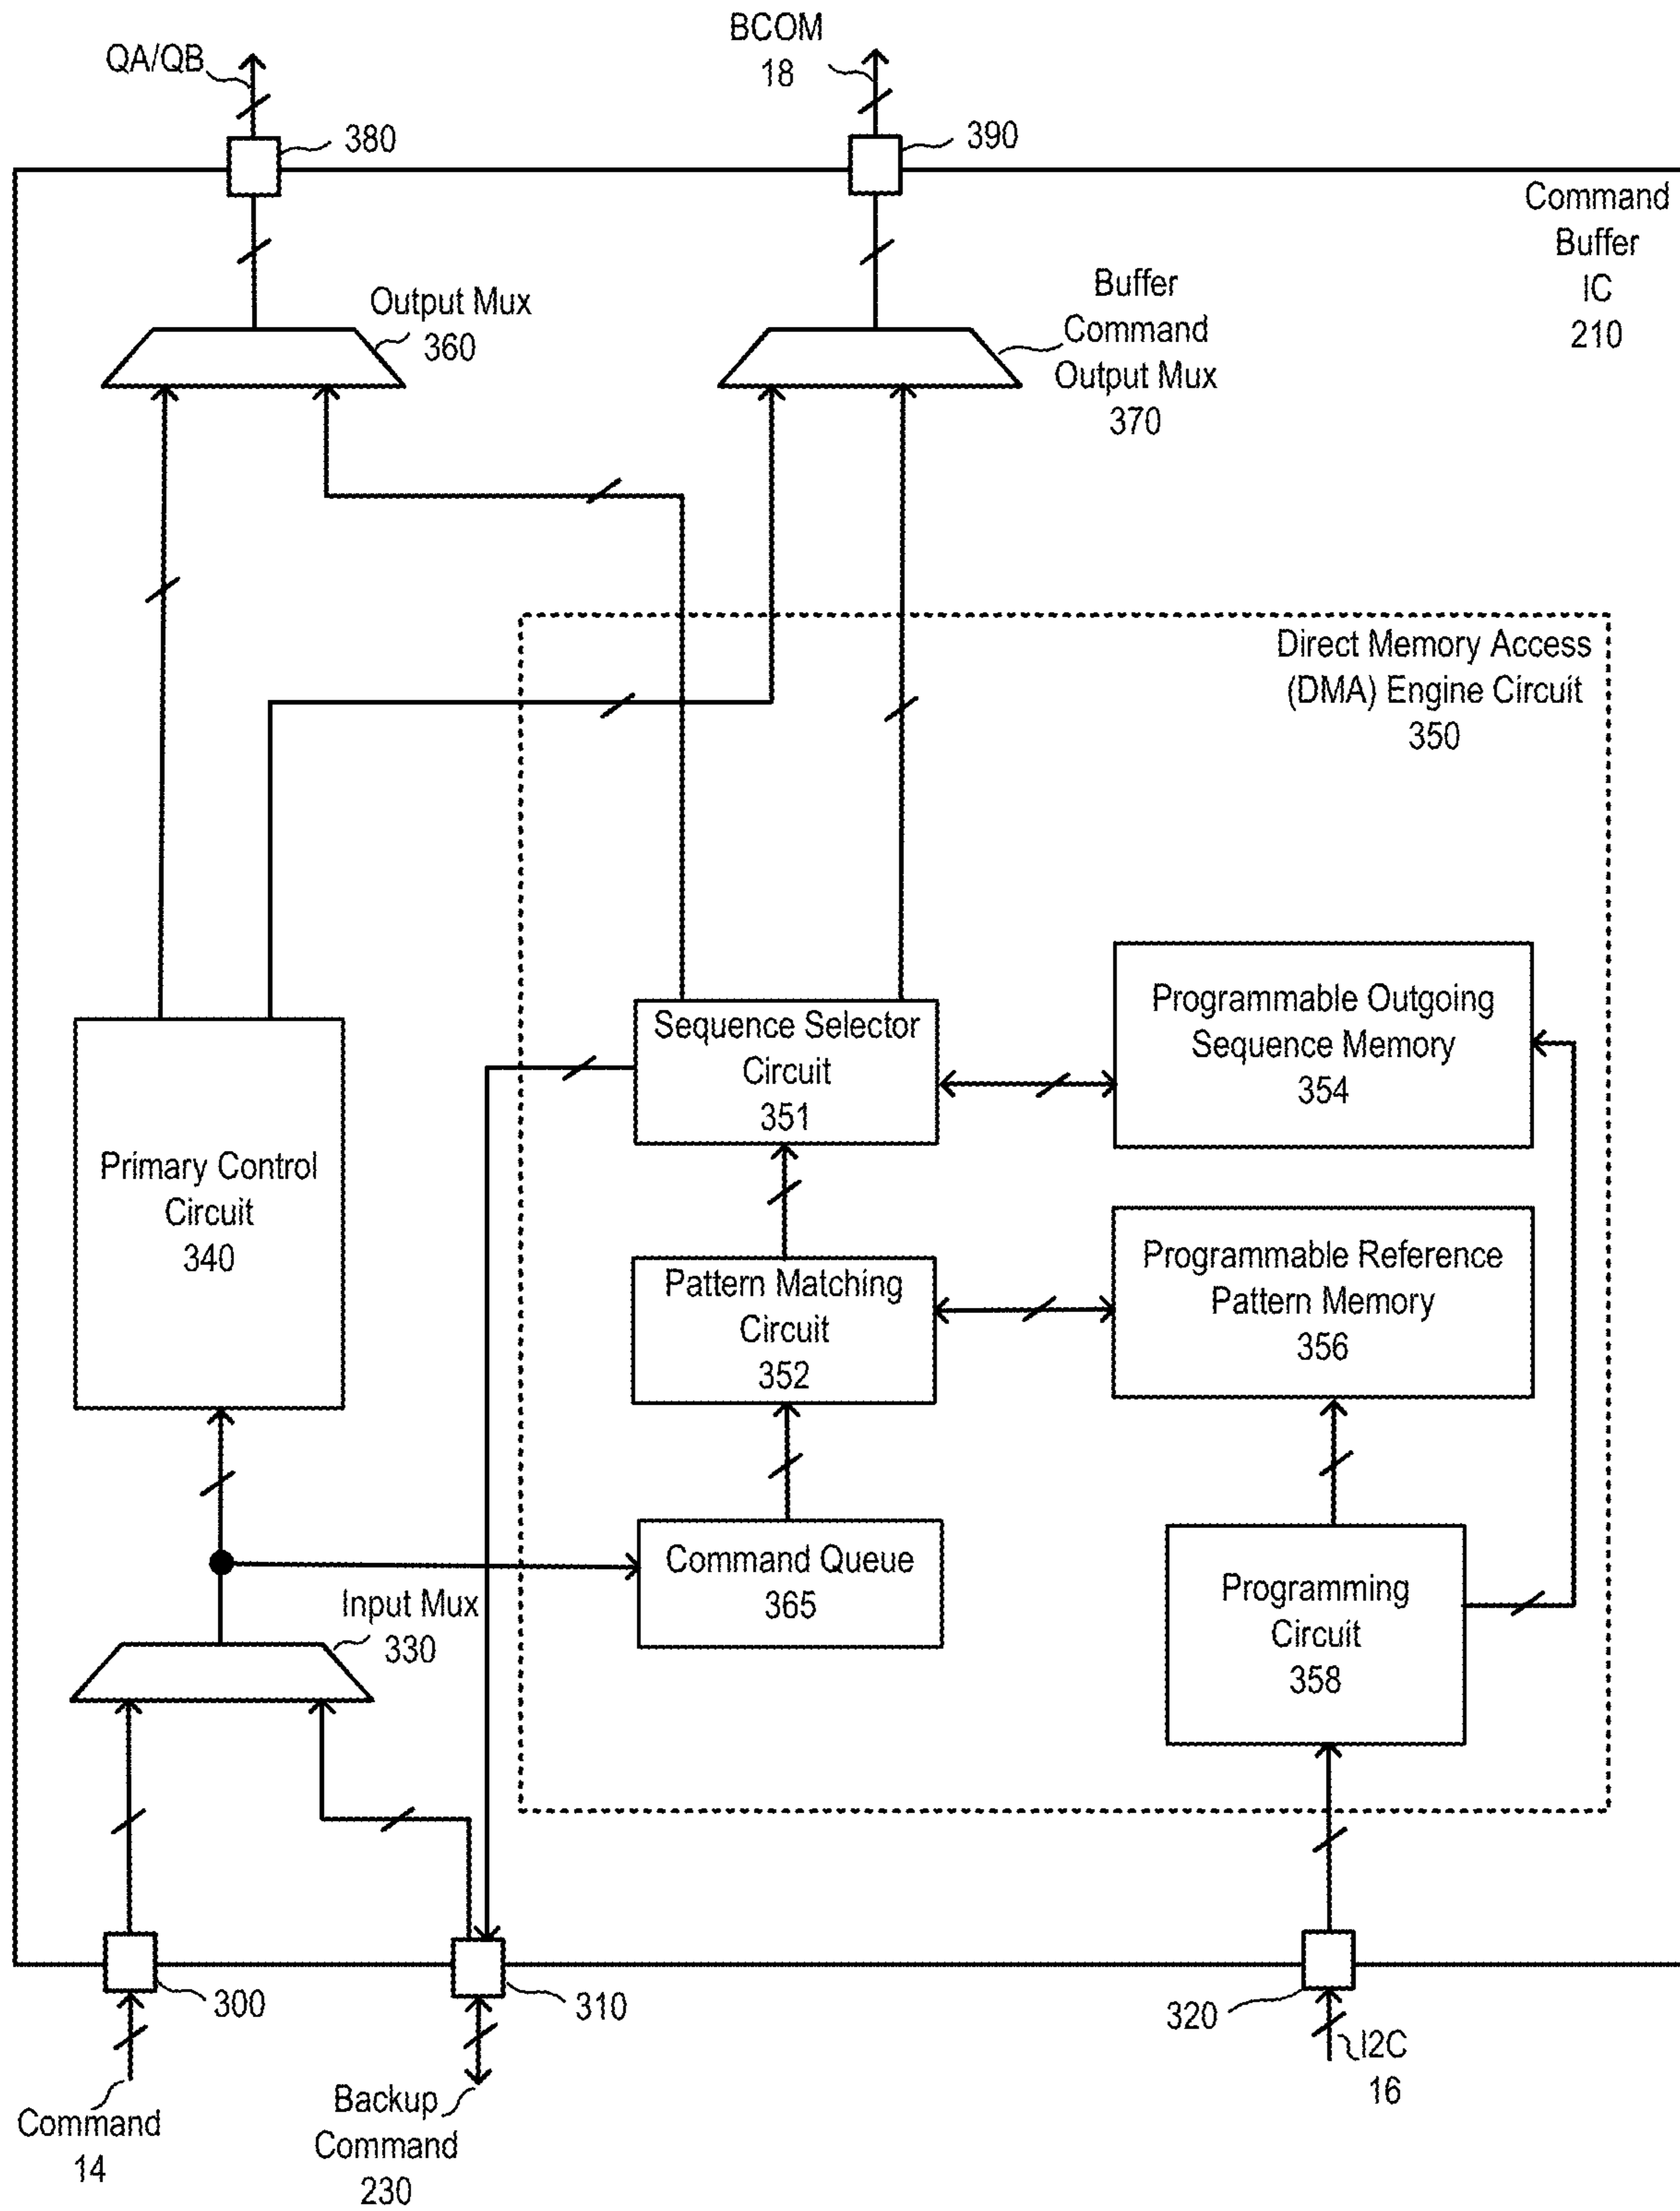 QA/QB
BCOM
18
380
390
Command
Buffer
IC
210
Output Mux
360
Buffer
Command
Output Mux
370
Direct Memory Access
(DMA) Engine Circuit
350
Sequence Selector
Circuit
351
Programmable Outgoing
Sequence Memory
354
Primary Control
Circuit
340
Pattern Matching
Circuit
352
Programmable Reference
Pattern Memory
356
Command Queue
365
Programming
Circuit
358
Input Mux
330
300
310
320
Command
14
Backup
Command
230
I2C
16